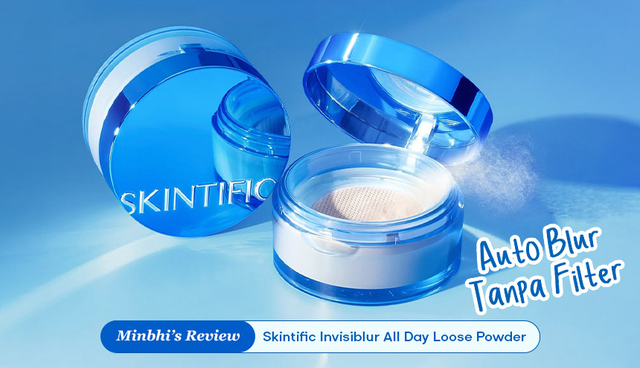 SKINTIFIC
Auto Blur
Tanpa Filter
Minbhi's Review Skintific Invisiblur All Day Loose Powder